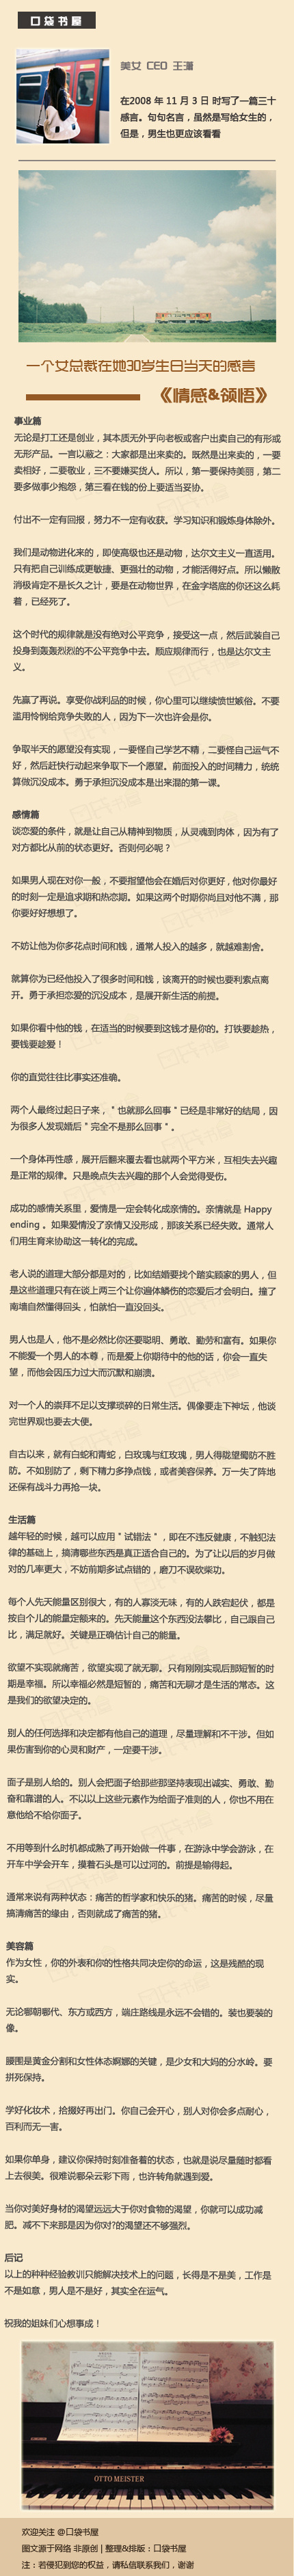 口袋书屋
美女 CEO 王潇
在2008 年 11 月 3 日 时写了一篇三十
感言。句句名言，虽然是写给女生的，
但是，男生也更应该看看
一个女总裁在她30岁生日当天的感言
《情感&领悟》
事业篇
无论是打工还是创业，其本质无外乎向老板或客户出卖自己的有形或
无形产品。一言以蔽之：大家都是出来卖的。既然是出来卖的，一要
卖相好，二要敬业，三不要嫌买货人。所以，第一要保持美丽，第二
要多做事少抱怨，第三看在钱的份上要适当妥协。
付出不一定有回报，努力不一定有收获。学习知识和锻炼身体除外。
我们是动物进化来的，即使高级也还是动物，达尔文主义一直适用。
只有把自己训练成更敏捷、更强壮的动物，才能活得好点。所以懒散
消极肯定不是长久之计，要是在动物世界，在金字塔底的你还这么耗
着，已经死了。
这个时代的规律就是没有绝对公平竞争，接受这一点，然后武装自己
投身到轰轰烈烈的不公平竞争中去。顺应规律而行，也是达尔文主
义。
先赢了再说。享受你战利品的时候，你心里可以继续愤世嫉俗。不要
滥用怜悯给竞争失败的人，因为下一次也许会是你。
争取半天的愿望没有实现，一要怪自己学艺不精，二要怪自己运气不
好，然后赶快行动起来争取下一个愿望。前面投入的时间精力，统统
算做沉没成本。勇于承担沉没成本是出来混的第一课。
感情篇
谈恋爱的条件，就是让自己从精神到物质，从灵魂到肉体，因为有了
对方都比从前的状态更好。否则何必呢？
如果男人现在对你一般，不要指望他会在婚后对你更好，他对你最好
的时刻一定是追求期和热恋期。如果这两个时期你尚且对他不满，那
你要好好想想了。
不妨让他为你多花点时间和钱，通常人投入的越多，就越难割舍。
就算你为已经他投入了很多时间和钱，该离开的时候也要利索点离
开。勇于承担恋爱的沉没成本，是展开新生活的前提。
如果你看中他的钱，在适当的时候要到这钱才是你的。打铁要趁热，
要钱要趁爱！
你的直觉往往比事实还准确。
两个人最终过起日子来，＂也就那么回事＂已经是非常好的结局，因
为很多人发现婚后＂完全不是那么回事＂。
一个身体再性感，展开后翻来覆去看也就两个平方米，互相失去兴趣
是正常的规律。只是晚点失去兴趣的那个人会觉得受伤。
成功的感情关系里，爱情是一定会转化成亲情的。亲情就是 Happy
ending 。如果爱情没了亲情又没形成，那该关系已经失败。通常人
们用生育来协助这一转化的完成。
老人说的道理大部分都是对的，比如结婚要找个踏实顾家的男人，但
是这些道理只有在谈上两三个让你遍体鳞伤的恋爱后才会明白。撞了
南墙自然懂得回头，怕就怕一直没回头。
男人也是人，他不是必然比你还要聪明、勇敢、勤劳和富有。如果你
不能爱一个男人的本尊，而是爱上你期待中的他的话，你会一直失
望，而他会因压力过大而沉默和崩溃。
对一个人的崇拜不足以支撑琐碎的日常生活。偶像要走下神坛，他谈
完世界观也要去大便。
自古以来，就有白蛇和青蛇，白玫瑰与红玫瑰，男人得陇望蜀防不胜
防。不如别防了，剩下精力多挣点钱，或者美容保养。万一失了阵地
还保有战斗力再抢一块。
生活篇
越年轻的时候，越可以应用＂试错法＂，即在不违反健康，不触犯法
律的基础上，搞清哪些东西是真正适合自己的。为了让以后的岁月做
对的几率更大，不妨前期多试点错的，磨刀不误砍柴功。
每个人先天能量区别很大，有的人寡淡无味，有的人跌宕起伏，都是
按自个儿的能量定额来的。先天能量这个东西没法攀比，自己跟自己
比，满足就好。关键是正确估计自己的能量。
欲望不实现就痛苦，欲望实现了就无聊。只有刚刚实现后那短暂的时
期是幸福。所以幸福必然是短暂的，痛苦和无聊才是生活的常态。这
是我们的欲望决定的。
别人的任何选择和决定都有他自己的道理，尽量理解和不干涉。但如
果伤害到你的心灵和财产，一定要干涉。
面子是别人给的。别人会把面子给那些那坚持表现出诚实、勇敢、勤
奋和靠谱的人。不以以上这些元素作为给面子准则的人，你也不用在
意他给不给你面子。
不用等到什么时机都成熟了再开始做一件事，在游泳中学会游泳，在
开车中学会开车，摸着石头是可以过河的。前提是输得起。
通常来说有两种状态：痛苦的哲学家和快乐的猪。痛苦的时候，尽量
搞清痛苦的缘由，否则就成了痛苦的猪。
美容篇
作为女性，你的外表和你的性格共同决定你的命运，这是残酷的现
实。
无论哪朝哪代、东方或西方，端庄路线是永远不会错的。装也要装的
像。
腰围是黄金分割和女性体态婀娜的关键，是少女和大妈的分水岭。要
拼死保持。
学好化妆术，拾掇好再出门。你自己会开心，别人对你会多点耐心，
百利而无一害。
如果你单身，建议你保持时刻准备着的状态，也就是说尽量随时都看
上去很美。很难说哪朵云彩下雨，也许转角就遇到爱。
当你对美好身材的渴望远远大于你对食物的渴望，你就可以成功减
肥。减不下来那是因为你对?的渴望还不够强烈。
后记
以上的种种经验教训只能解决技术上的问题，长得是不是美，工作是
不是如意，男人是不是好，其实全在运气。
祝我的姐妹们心想事成！
OTTO MEISTER
欢迎关注 @口袋书屋
图文源于网络 非原创 | 整理&排版：口袋书屋
注：若侵犯到您的权益，请私信联系我们，谢谢